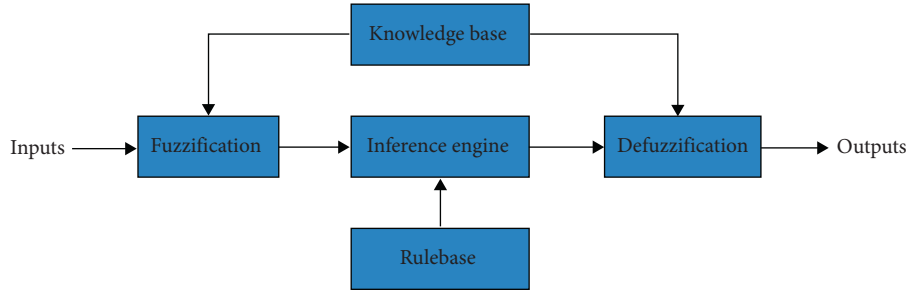 Knowledge base
Inputs
Fuzzification
Inference engine
Defuzzification
Outputs
Rulebase